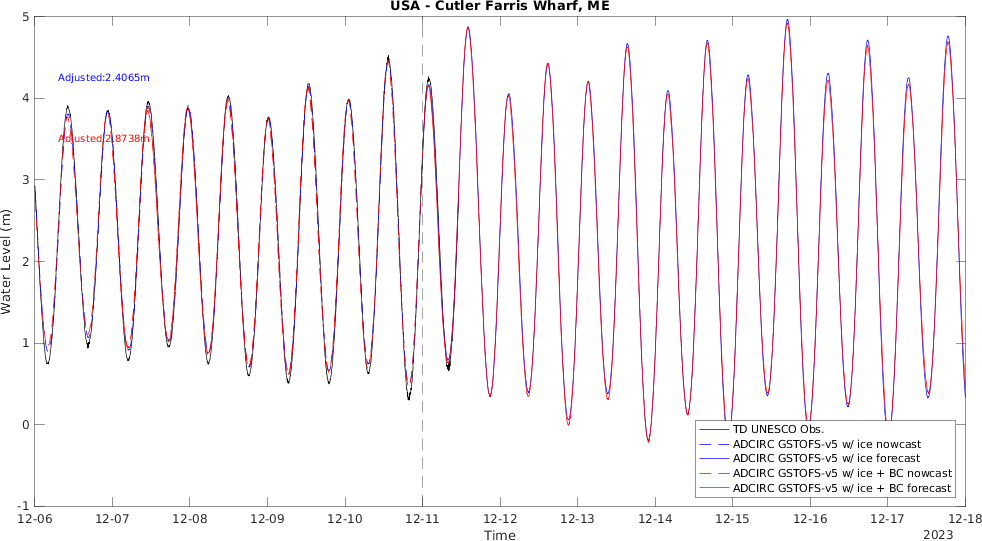 USA - Cutler Farris Wharf, ME
Water Level (m)
5
4
3
2
1
0
-1
Adjusted:2.4065m
Adjusted:2.8738m
TD UNESCO Obs.
ADCIRC GSTOFS-v5 w/ ice nowcast
ADCIRC GSTOFS-v5 w/ ice forecast
ADCIRC GSTOFS-v5 w/ ice + BC nowcast
ADCIRC GSTOFS-v5 w/ ice + BC forecast
12-06 12-07 12-08 12-09 12-10 12-11 12-12 12-13 12-14 12-15 12-16 12-17 12-18
Time
2023